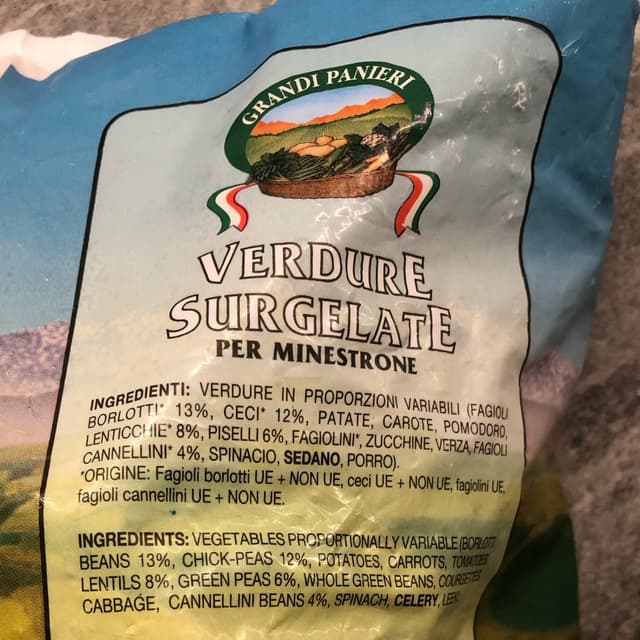 GRANDI PANIERI
VERDURE
SURGELATE
PER MINESTRONE
INGREDIENTI: VERDURE IN PROPORZIONI VARIABILI (FAGIOLI
BORLOTTI* 13%, CECI* 12%, PATATE, CAROTE, POMODORO,
LENTICCHIE* 8%, PISELLI 6%, FAGIOLINI*, ZUCCHINE, VERZA, FAGIOLI
CANNELLINI* 4%, SPINACIO, SEDANO, PORRO).
*ORIGINE: Fagioli borlotti UE + NON UE, ceci UE + NON UE, fagiolini UE,
fagioli cannellini UE + NON UE.
INGREDIENTS: VEGETABLES PROPORTIONALLY VARIABLE (BORLOTTI
BEANS 13%, CHICK-PEAS 12%, POTATOES, CARROTS, TOMATOES
LENTILS 8%, GREEN PEAS 6%, WHOLE GREEN BEANS, COURGETTES
CABBAGE, CANNELLINI BEANS 4%, SPINACH, CELERY,